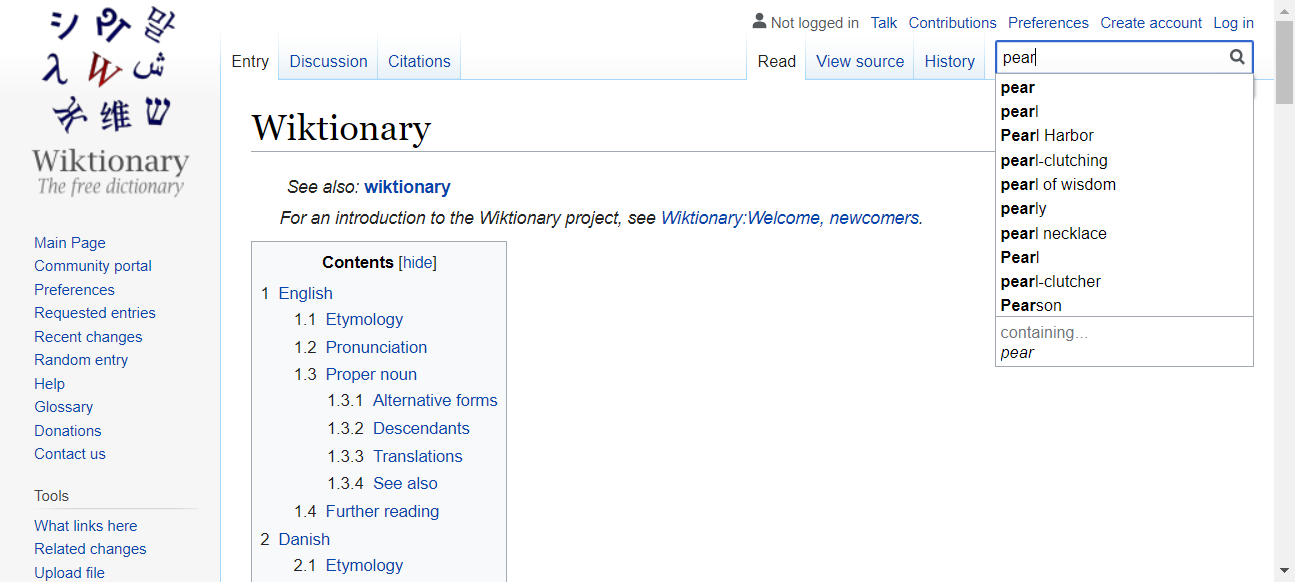 シ
Wiktionary
The free dictionary
Main Page
Community portal
Preferences
Requested entries
Recent changes
Random entry
Help
Glossary
Donations
Contact us
Tools
What links here
Related changes
Upload file
Not logged in Talk Contributions Preferences Create account Log in
Entry Discussion Citations Read View source History
pear
pear
pearl
Pearl Harbor
pearl-clutching
pearl of wisdom
pearly
pearl necklace
Pearl
pearl-clutcher
Pearson
containing...
pear
Wiktionary
See also: wiktionary
For an introduction to the Wiktionary project, see Wiktionary:Welcome, newcomers.
Contents [hide]
1 English
1.1 Etymology
1.2 Pronunciation
1.3 Proper noun
1.3.1 Alternative forms
1.3.2 Descendants
1.3.3 Translations
1.3.4 See also
1.4 Further reading
2 Danish
2.1 Etymology